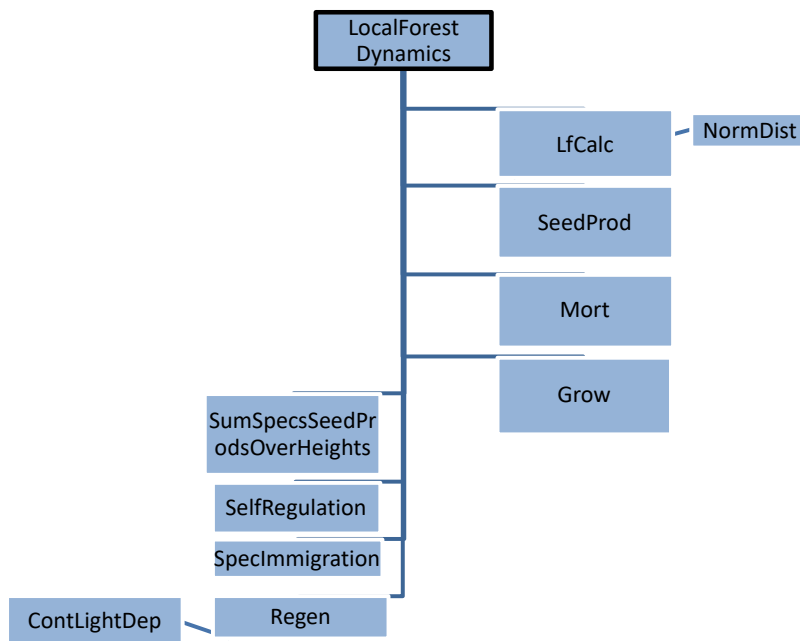 LocalForest
Dynamics
LfCalc
NormDist
SeedProd
Mort
Grow
SumSpecsSeedPr
odsOverHeights
SelfRegulation
SpecImmigration
ContLightDep
Regen